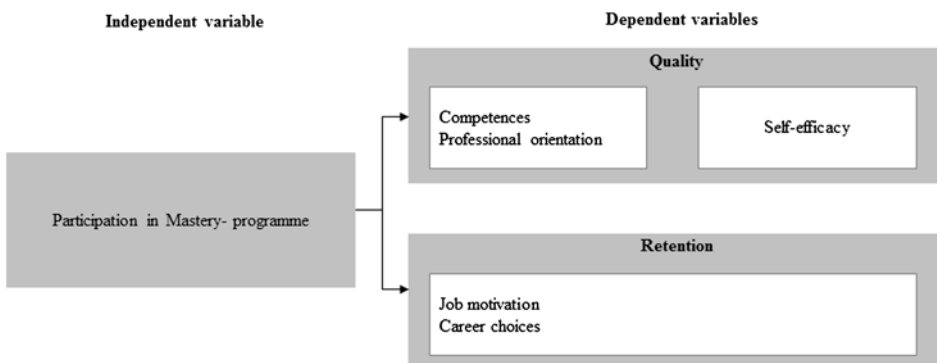 Independent variable
Dependent variables
Quality
Competences
Professional orientation
Self-efficacy
Participation in Mastery- programme
Retention
Job motivation
Career choices